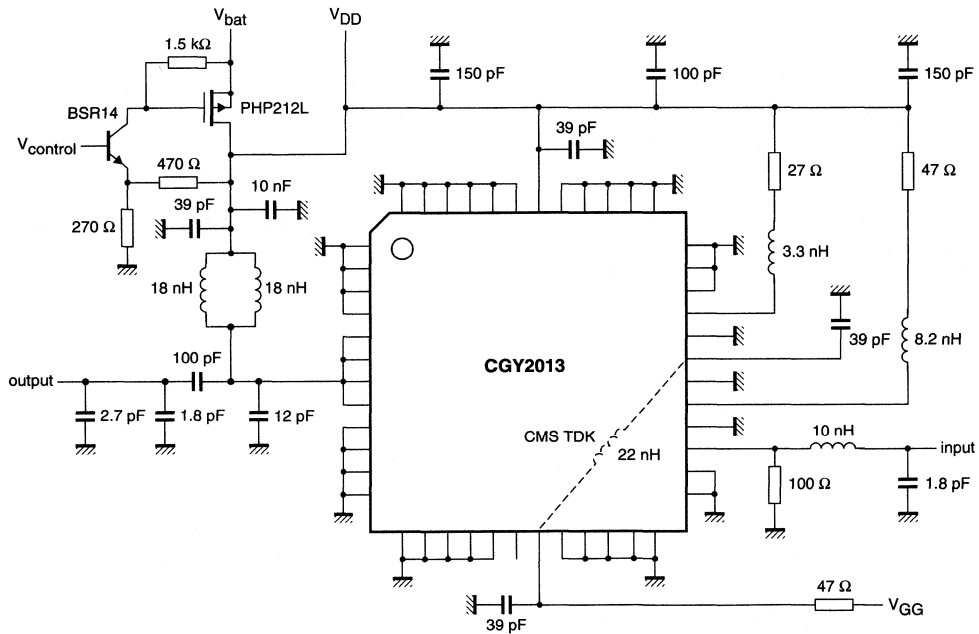 Vbat
VDD
1.5 kΩ
150 pF
100 pF
150 pF
BSR14
PHP212L
Vcontrol
39 pF
470 Ω
27 Ω
47 Ω
10 nF
39 pF
270 Ω
3.3 nH
18 nH
18 nH
39 pF
8.2 nH
100 pF
CGY2013
output
2.7 pF
1.8 pF
12 pF
CMS TDK
22 nH
10 nH
input
100 Ω
1.8 pF
47 Ω
VGG
39 pF